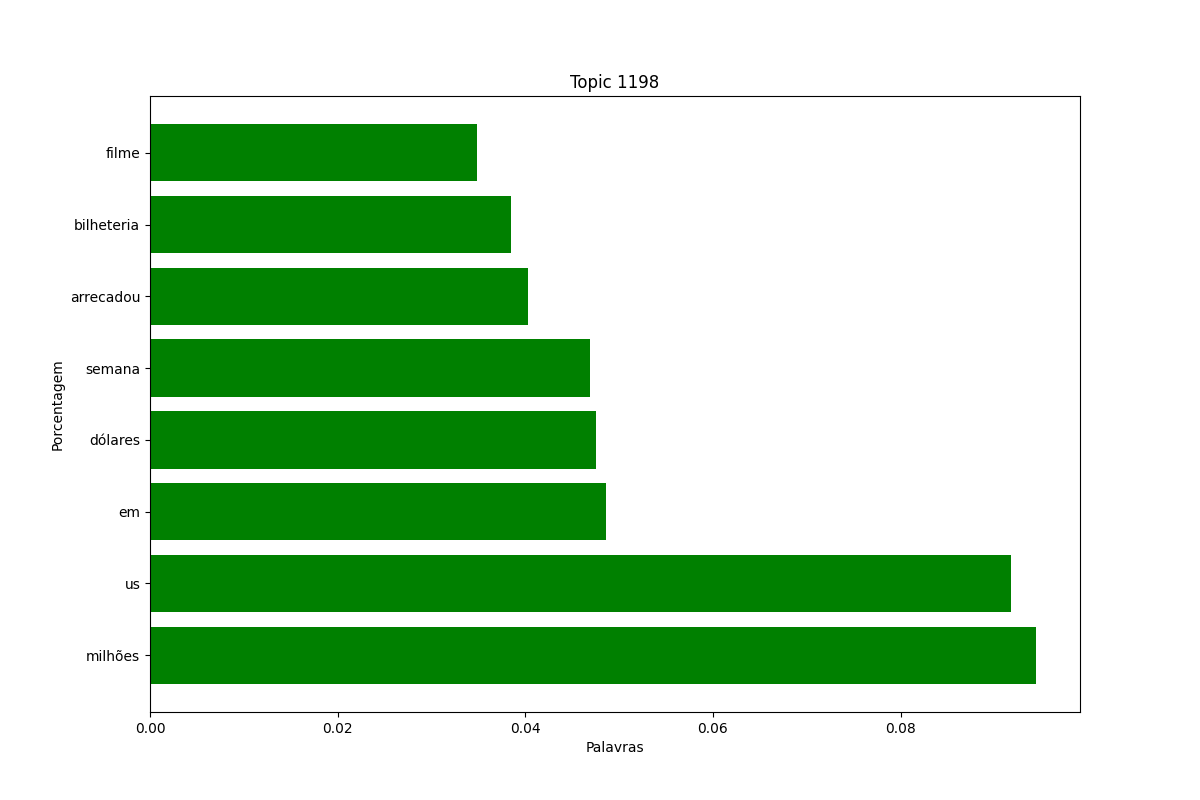 Topic 1198
filme
bilheteria
arrecadou
semana
dólares
em
us
milhões
Porcentagem
0.00 0.02 0.04 0.06 0.08
Palavras